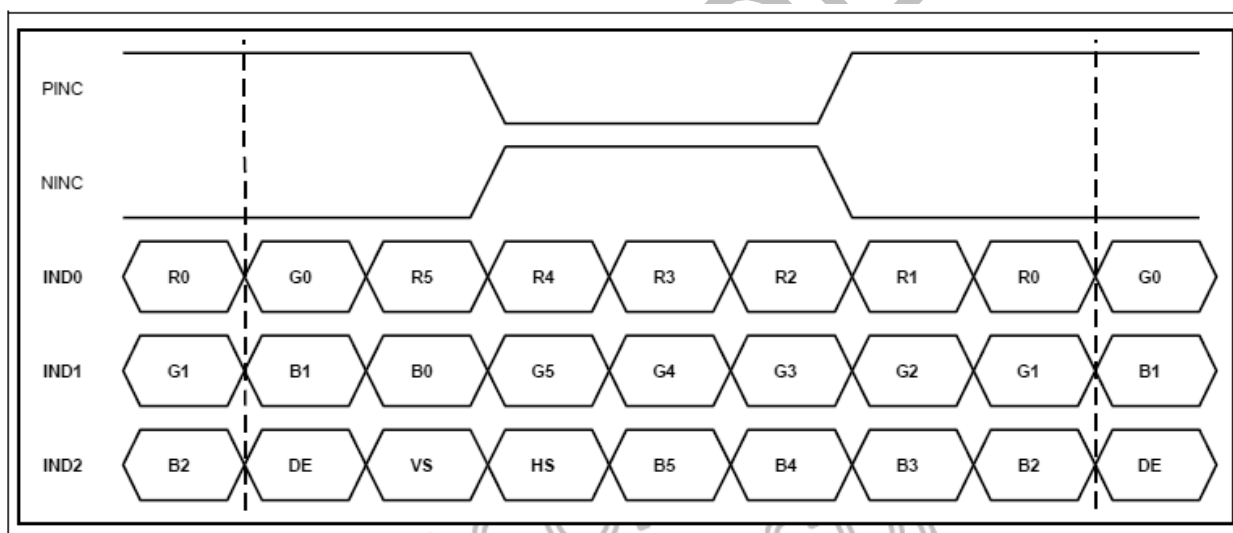 PINC
NINC
IND0 R0 G0 R5 R4 R3 R2 R1 R0 G0
IND1 G1 B1 B0 G5 G4 G3 G2 G1 B1
IND2 B2 DE VS HS B5 B4 B3 B2 DE